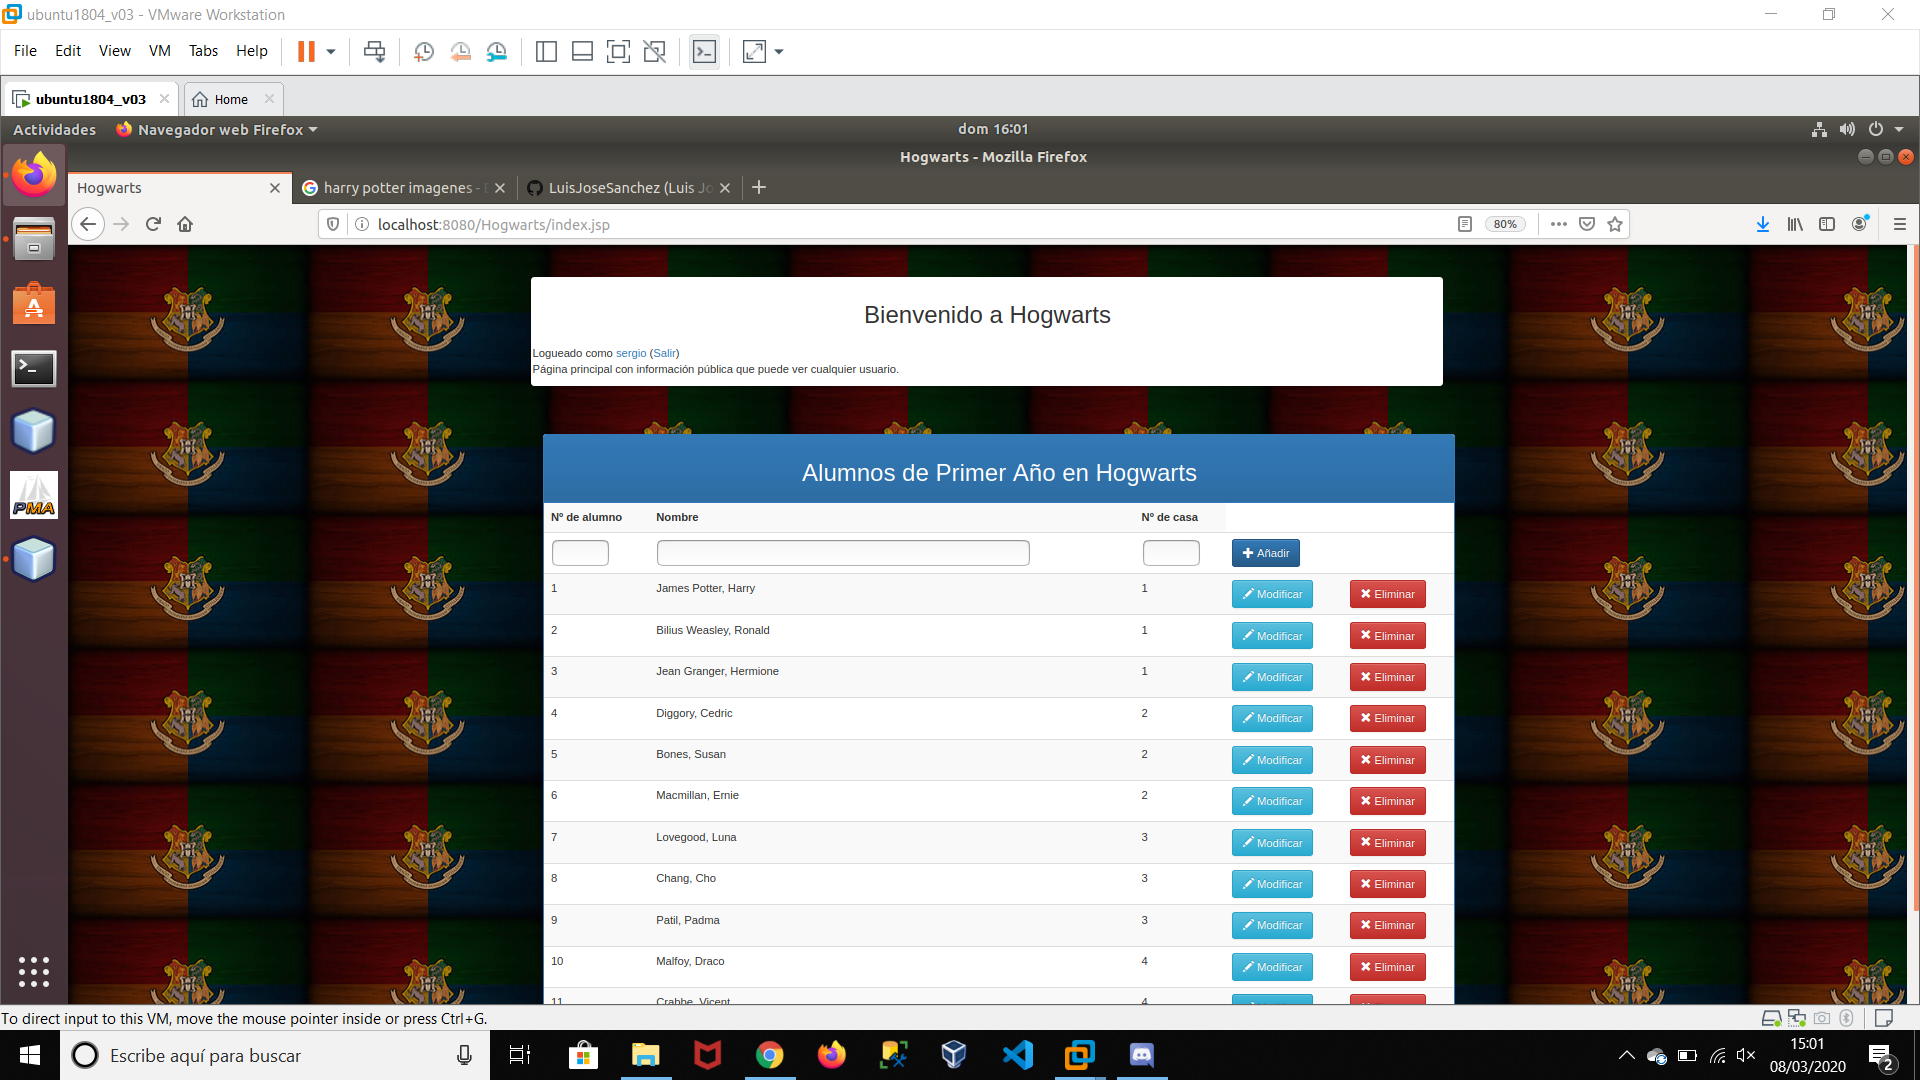 ubuntu1804_v03 - VMware Workstation
File Edit View VM Tabs Help
ubuntu1804_v03
Home
Actividades
Navegador web Firefox
dom 16:01
Hogwarts - Mozilla Firefox
Hogwarts
harry potter imagenes -
LuisJoseSanchez (Luis Jo
localhost:8080/Hogwarts/index.jsp
80%
Bienvenido a Hogwarts
Logueado como sergio (Salir)
Página principal con información pública que puede ver cualquier usuario.
Alumnos de Primer Año en Hogwarts
Nº de alumno Nombre Nº de casa
Añadir
1 James Potter, Harry 1 Modificar Eliminar
2 Bilius Weasley, Ronald 1 Modificar Eliminar
3 Jean Granger, Hermione 1 Modificar Eliminar
4 Diggory, Cedric 2 Modificar Eliminar
5 Bones, Susan 2 Modificar Eliminar
6 Macmillan, Ernie 2 Modificar Eliminar
7 Lovegood, Luna 3 Modificar Eliminar
8 Chang, Cho 3 Modificar Eliminar
9 Patil, Padma 3 Modificar Eliminar
10 Malfoy, Draco 4 Modificar Eliminar
11 Crabbe, Vicent 4
PMA
To direct input to this VM, move the mouse pointer inside or press Ctrl+G.
Escribe aquí para buscar
15:01
08/03/2020
2